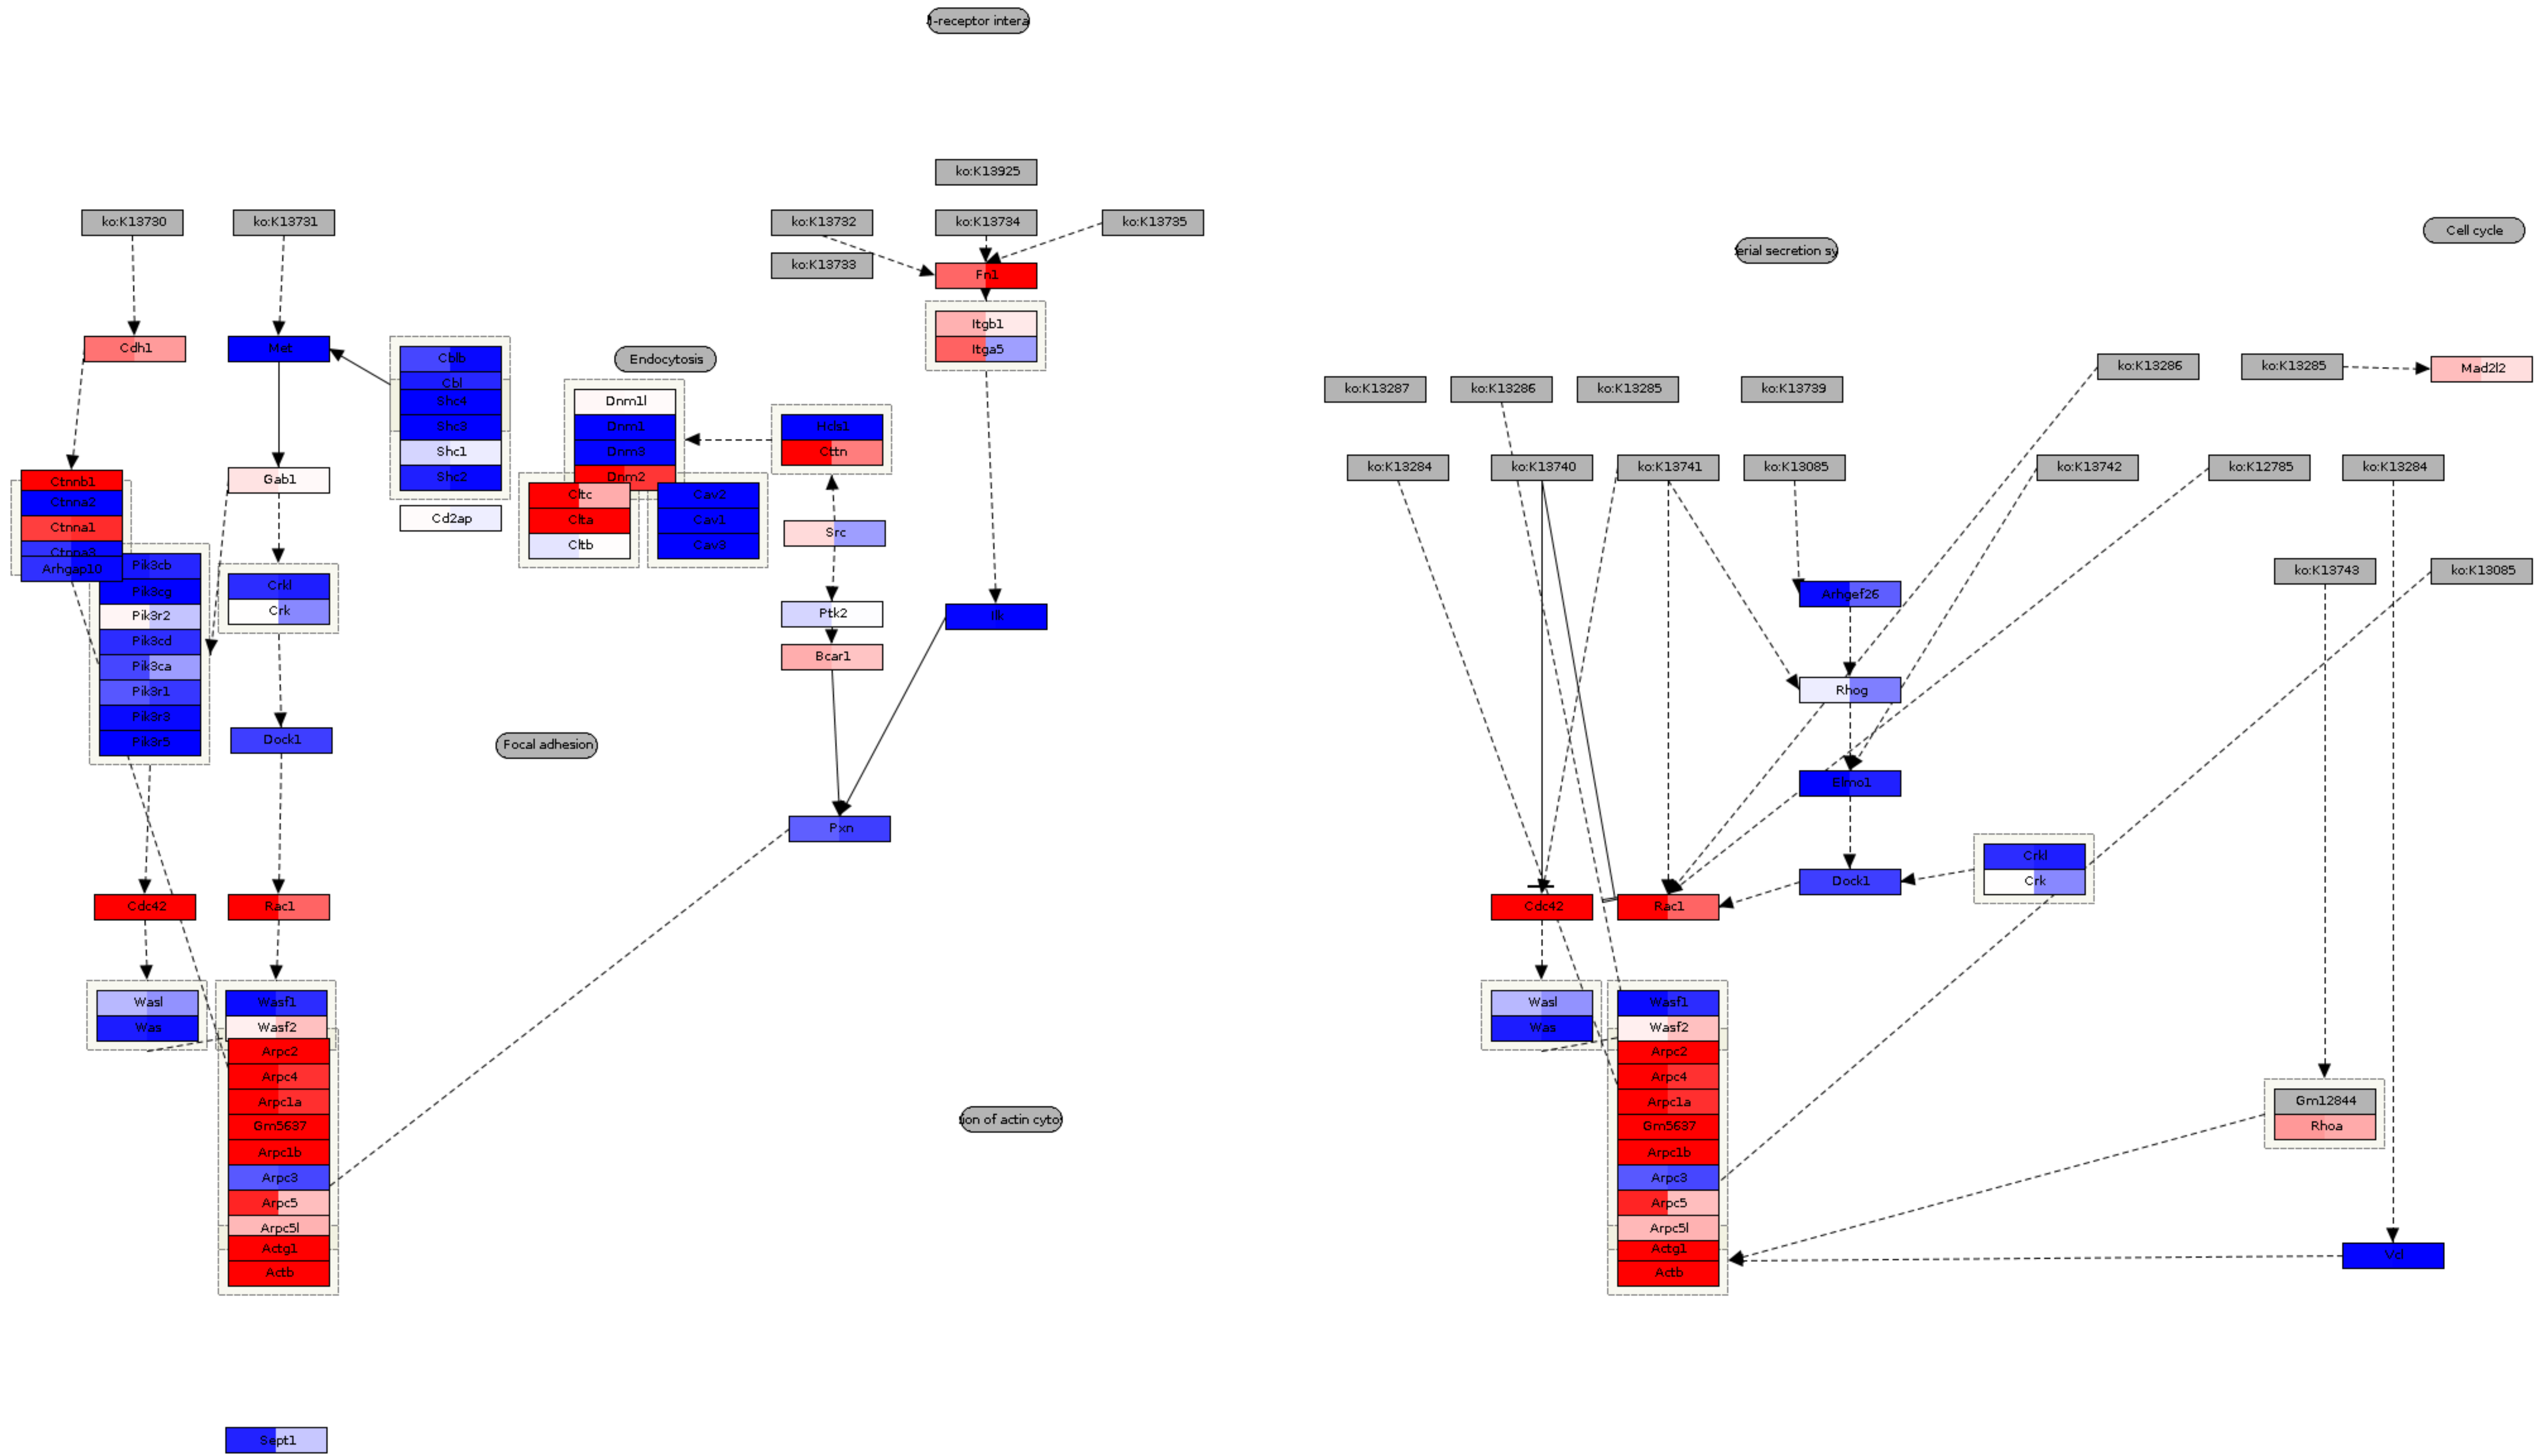 l-receptor intera
ko:K13925
ko:K13730
ko:K13731
ko:K13732
ko:K13734
ko:K13735
ko:K13733
Fn1
Itgb1
Itga5
Cdh1
Met
Cblb
Cbl
Shc4
Shc3
Shc1
Shc2
Cd2ap
Endocytosis
Dnm1l
Dnm1
Dnm3
Dnm2
Cltc
Clta
Cltb
Cav2
Cav1
Cav3
Hcls1
Cttn
Src
Ptk2
Bcar1
Ilk
Ctnnb1
Ctnna2
Ctnna1
Ctnna3
Arhgap10
Gab1
Pik3cb
Pik3cg
Pik3r2
Pik3cd
Pik3ca
Pik3r1
Pik3r3
Pik3r5
Crkl
Crk
Dock1
Focal adhesion
Pxn
Cdc42
Rac1
Wasl
Was
Wasf1
Wasf2
Arpc2
Arpc4
Arpc1a
Gm5637
Arpc1b
Arpc3
Arpc5
Arpc5l
Actg1
Actb
ion of actin cyto
Sept1
erial secretion sy
Cell cycle
ko:K13287
ko:K13286
ko:K13285
ko:K13739
ko:K13286
ko:K13285
Mad2l2
ko:K13284
ko:K13740
ko:K13741
ko:K13085
ko:K13742
ko:K12785
ko:K13284
ko:K13743
ko:K13085
Arhgef26
Rhog
Elmo1
Dock1
Crkl
Crk
Cdc42
Rac1
Wasl
Was
Wasf1
Wasf2
Arpc2
Arpc4
Arpc1a
Gm5637
Arpc1b
Arpc3
Arpc5
Arpc5l
Actg1
Actb
Gm12844
Rhoa
Vcl